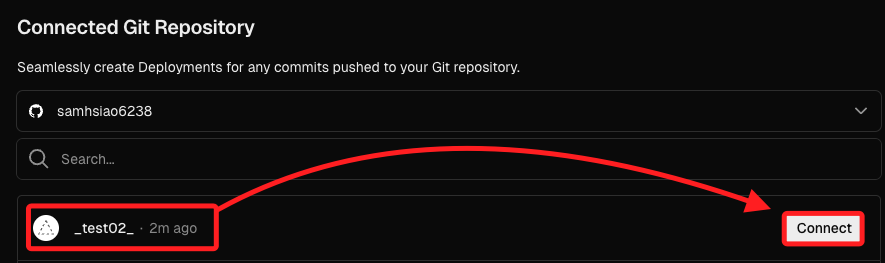 Connected Git Repository
Seamlessly create Deployments for any commits pushed to your Git repository.
samhsiao6238
Search...
_test02_ · 2m ago
Connect